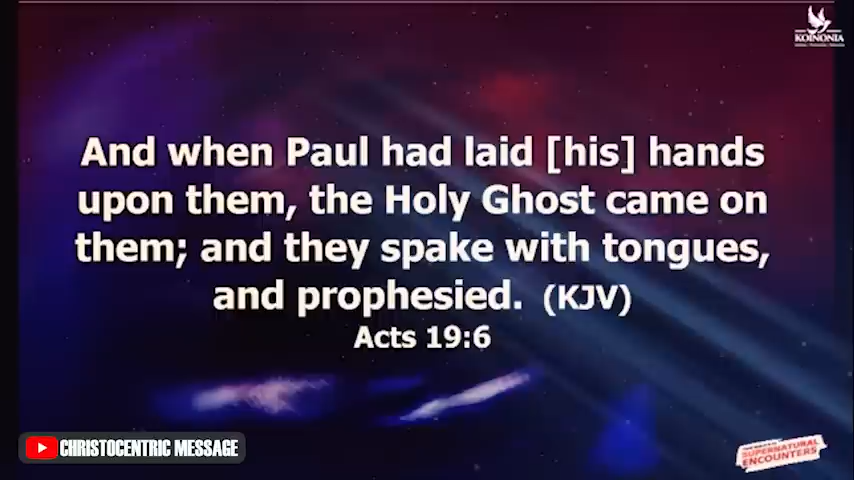 KOINONIA
And when Paul had laid [his] hands
upon them, the Holy Ghost came on
them; and they spake with tongues,
and prophesied. (KJV)
Acts 19:6
CHRISTOCENTRIC MESSAGE
SUPERNATURAL
ENCOUNTERS